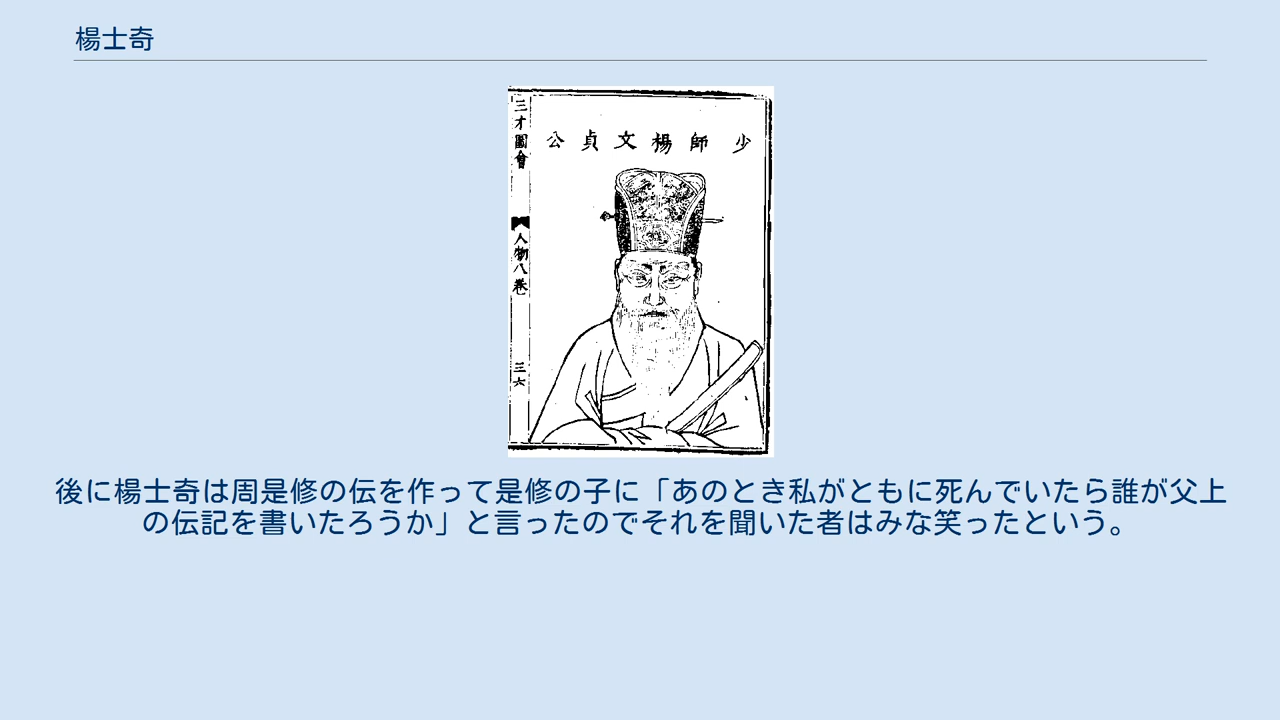 楊士奇
少師楊文貞公
三才圖會
人物八卷
三六
後に楊士奇は周是修の伝を作って是修の子に「あのとき私がともに死んでいたら誰が父上
の伝記を書いたろうか」と言ったのでそれを聞いた者はみな笑ったという。